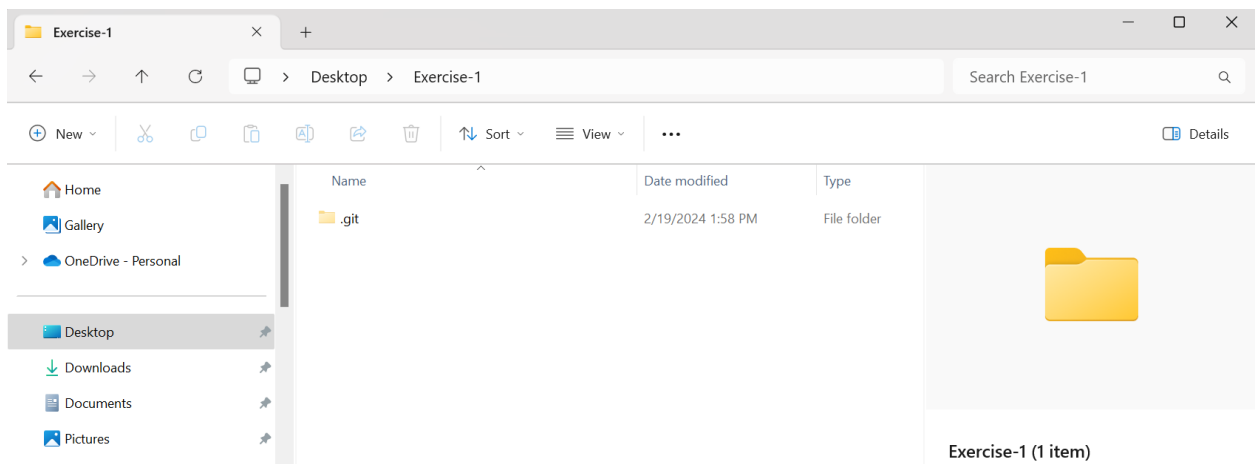 Exercise-1
Desktop > Exercise-1
Search Exercise-1
New
Sort
View
Details
Home
Gallery
OneDrive - Personal
Desktop
Downloads
Documents
Pictures
Name Date modified Type
.git 2/19/2024 1:58 PM File folder
Exercise-1 (1 item)